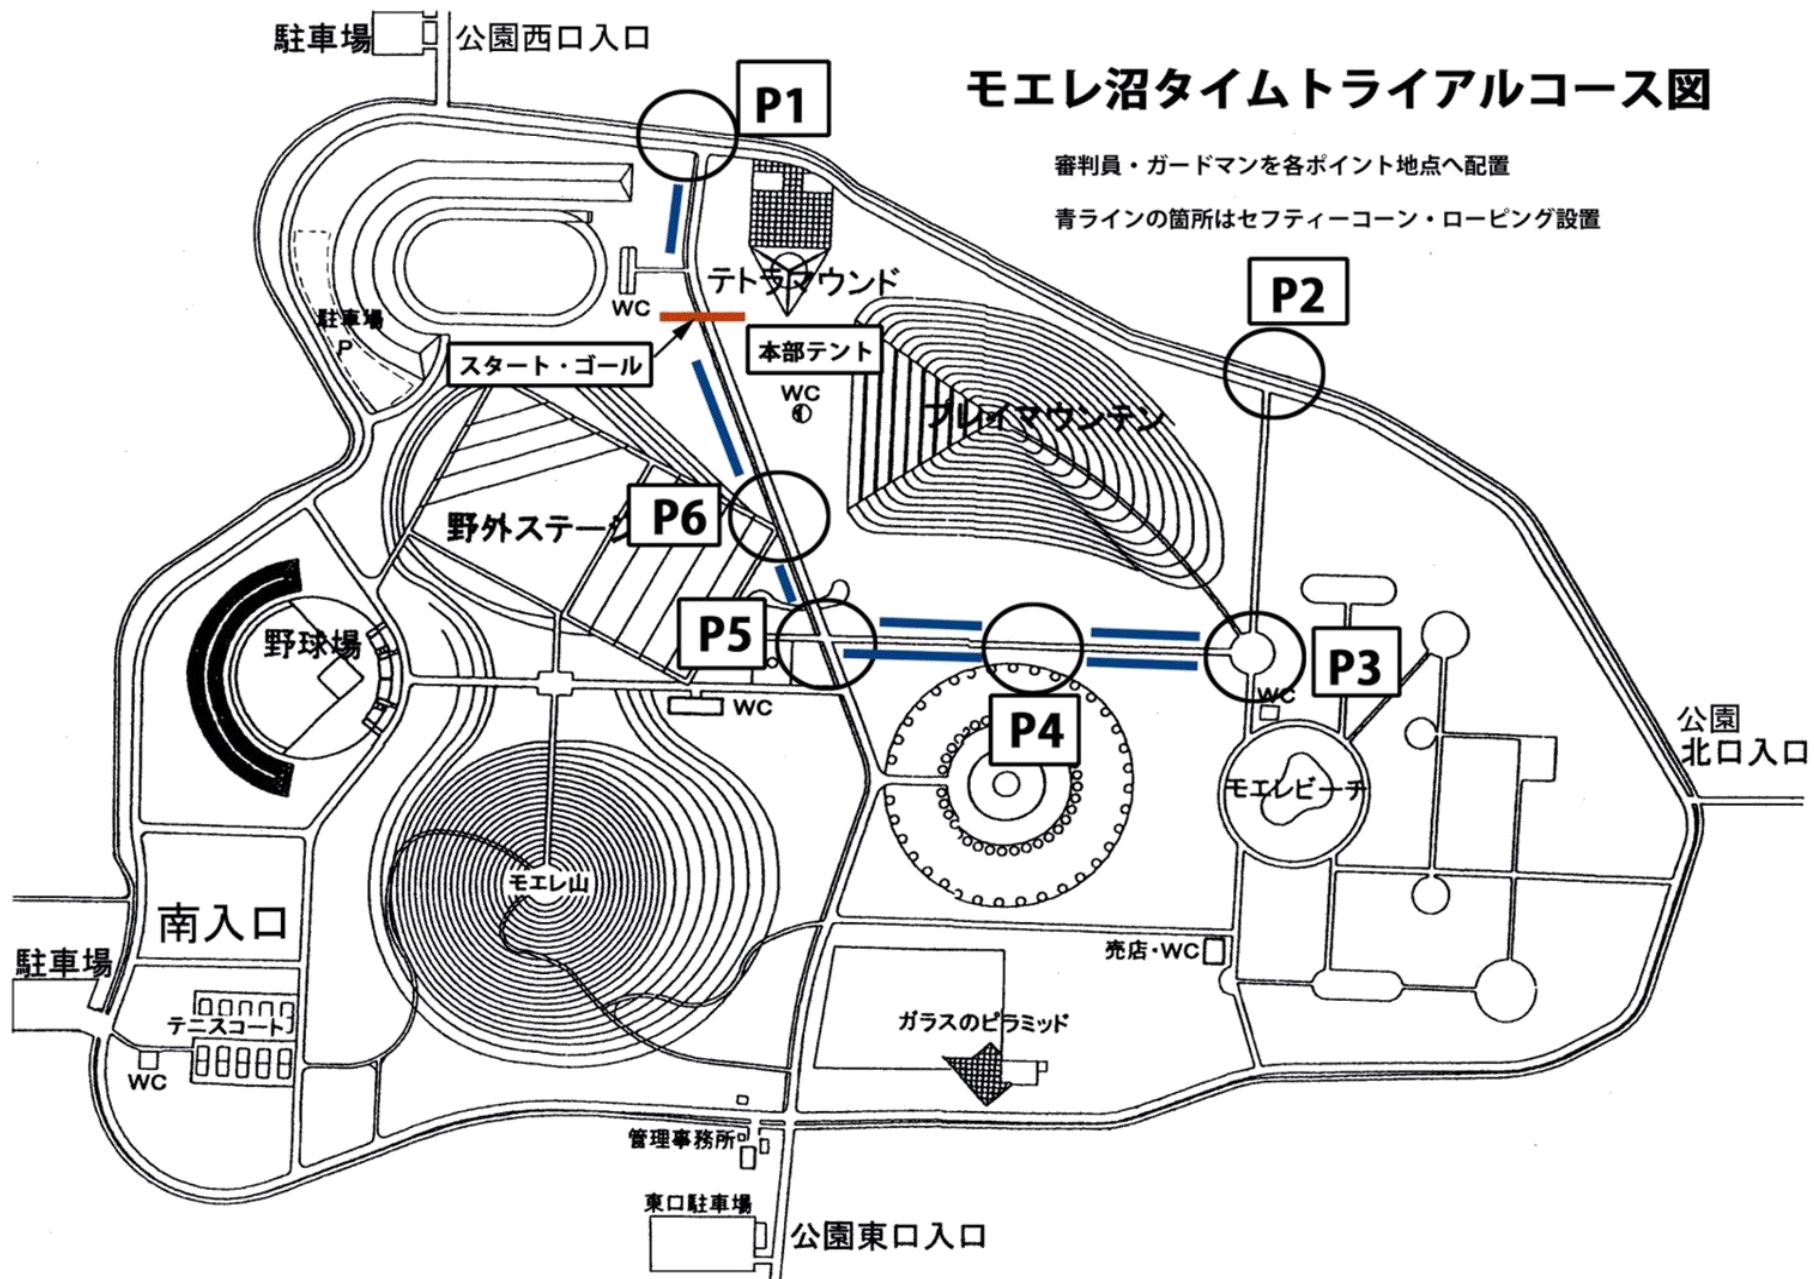 駐車場
公園西口入口
P1
モエレ沼タイムトライアルコース図
審判員・ガードマンを各ポイント地点へ配置
青ラインの箇所はセフティーコーン・ローピング設置
テトラマウンド
WC
P2
駐車場
P
スタート・ゴール
本部テント
WC
プレイマウンテン
P6
野外ステージ
P5
野球場
P3
WC
WC
P4
公園
北口入口
モエレビーチ
モエレ山
南入口
売店・WC
駐車場
テニスコート
ガラスのピラミッド
WC
管理事務所
東口駐車場
公園東口入口